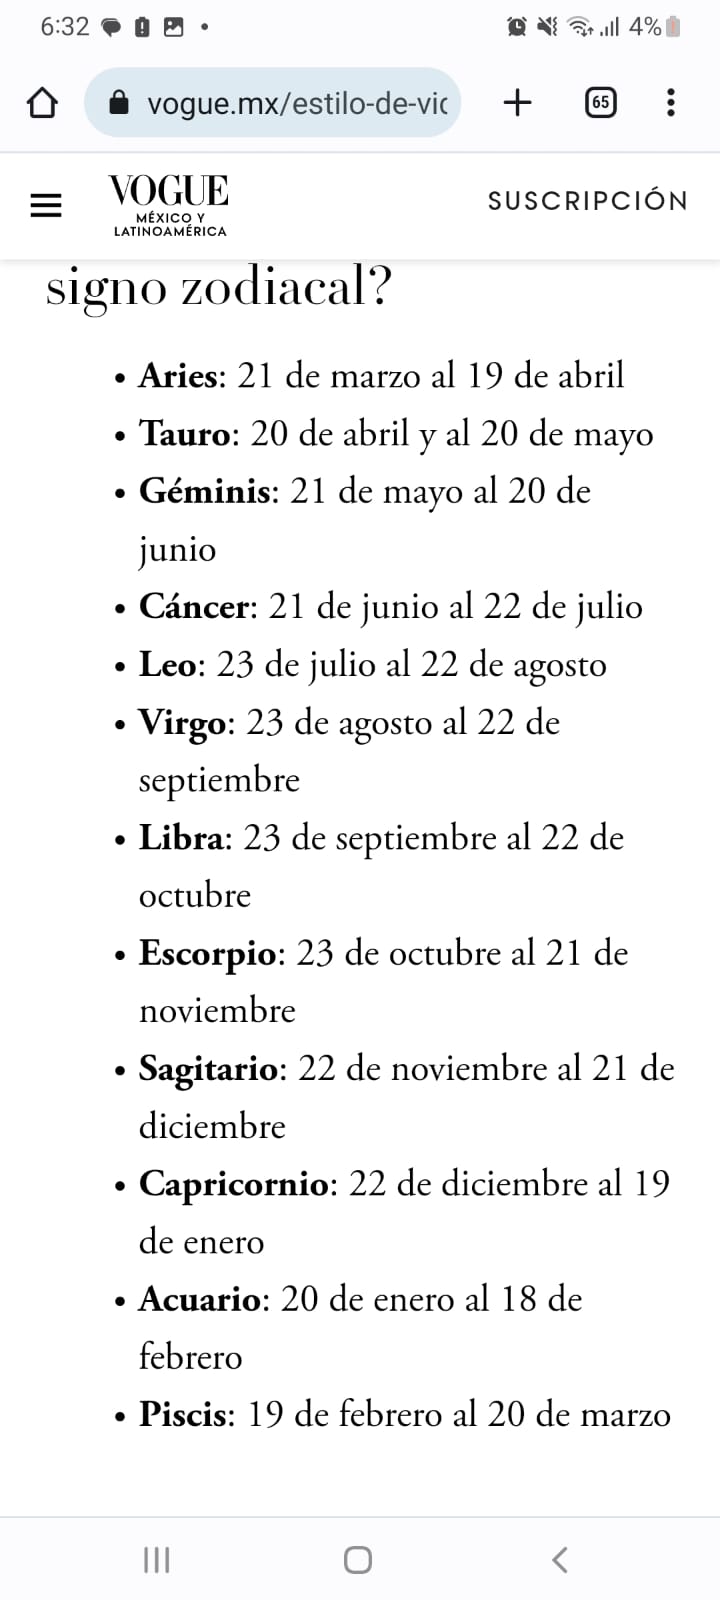 6:32
4%
vogue.mx/estilo-de-vic
65
VOGUE
MÉXICO Y
LATINOAMÉRICA
SUSCRIPCIÓN
signo zodiacal?
• Aries: 21 de marzo al 19 de abril
• Tauro: 20 de abril y al 20 de mayo
• Géminis: 21 de mayo al 20 de
junio
• Cáncer: 21 de junio al 22 de julio
• Leo: 23 de julio al 22 de agosto
• Virgo: 23 de agosto al 22 de
septiembre
• Libra: 23 de septiembre al 22 de
octubre
• Escorpio: 23 de octubre al 21 de
noviembre
• Sagitario: 22 de noviembre al 21 de
diciembre
• Capricornio: 22 de diciembre al 19
de enero
• Acuario: 20 de enero al 18 de
febrero
• Piscis: 19 de febrero al 20 de marzo